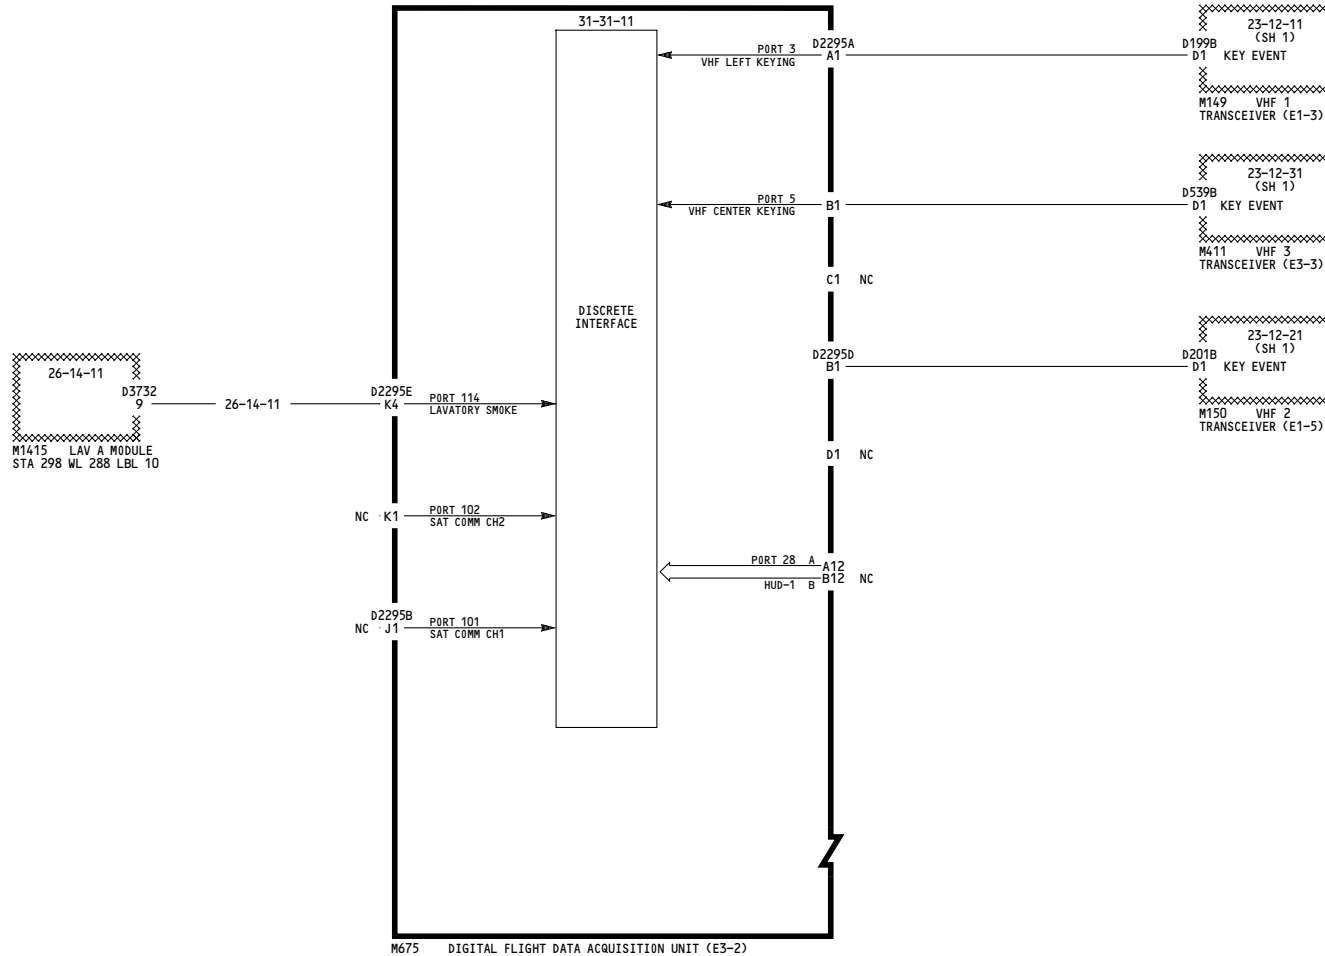 31-31-11
PORT 3
VHF LEFT KEYING
D2295A
A1
D199B
D1 KEY EVENT
23-12-11
(SH 1)
M149 VHF 1
TRANSCEIVER (E1-3)
PORT 5
VHF CENTER KEYING
B1
D539B
D1 KEY EVENT
23-12-31
(SH 1)
M411 VHF 3
TRANSCEIVER (E3-3)
C1 NC
DISCRETE
INTERFACE
D2295D
B1
D201B
D1 KEY EVENT
23-12-21
(SH 1)
M150 VHF 2
TRANSCEIVER (E1-5)
26-14-11
D3732
9
26-14-11
D2295E
K4
PORT 114
LAVATORY SMOKE
M1415 LAV A MODULE
STA 298 WL 288 LBL 10
D1 NC
NC K1
PORT 102
SAT COMM CH2
PORT 28 A
A12
HUD-1 B
B12 NC
D2295B
NC J1
PORT 101
SAT COMM CH1
M675 DIGITAL FLIGHT DATA ACQUISITION UNIT (E3-2)